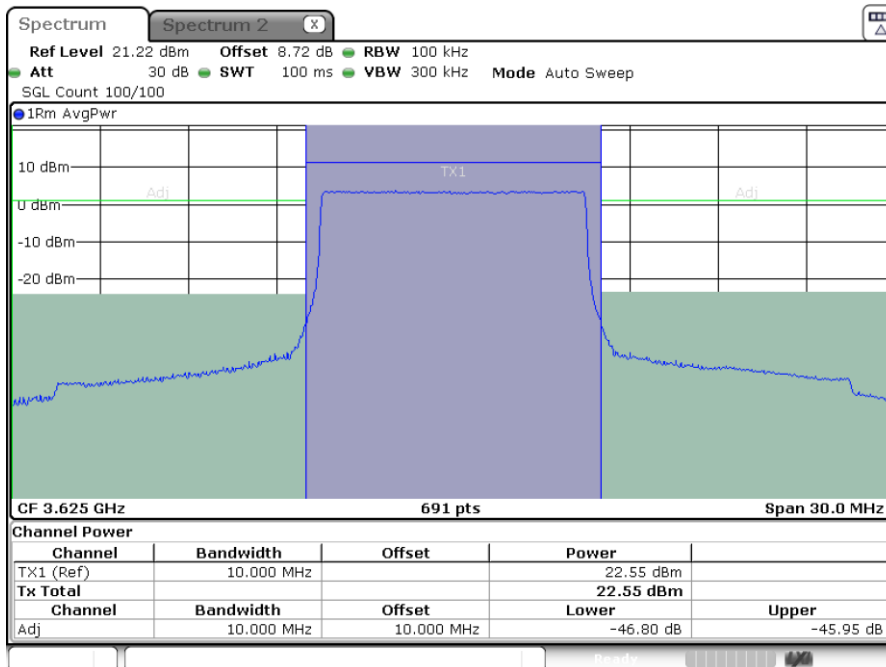 Spectrum Spectrum 2 X
Ref Level 21.22 dBm Offset 8.72 dB RBW 100 kHz
Att 30 dB SWT 100 ms VBW 300 kHz Mode Auto Sweep
SGL Count 100/100
1Rm AvgPwr
10 dBm
TX1
Adj Adj
0 dBm
-10 dBm
-20 dBm
CF 3.625 GHz 691 pts Span 30.0 MHz
Channel Power
Channel Bandwidth Offset Power
TX1 (Ref) 10.000 MHz 22.55 dBm
Tx Total 22.55 dBm
Channel Bandwidth Offset Lower Upper
Adj 10.000 MHz 10.000 MHz -46.80 dB -45.95 dB
Ready